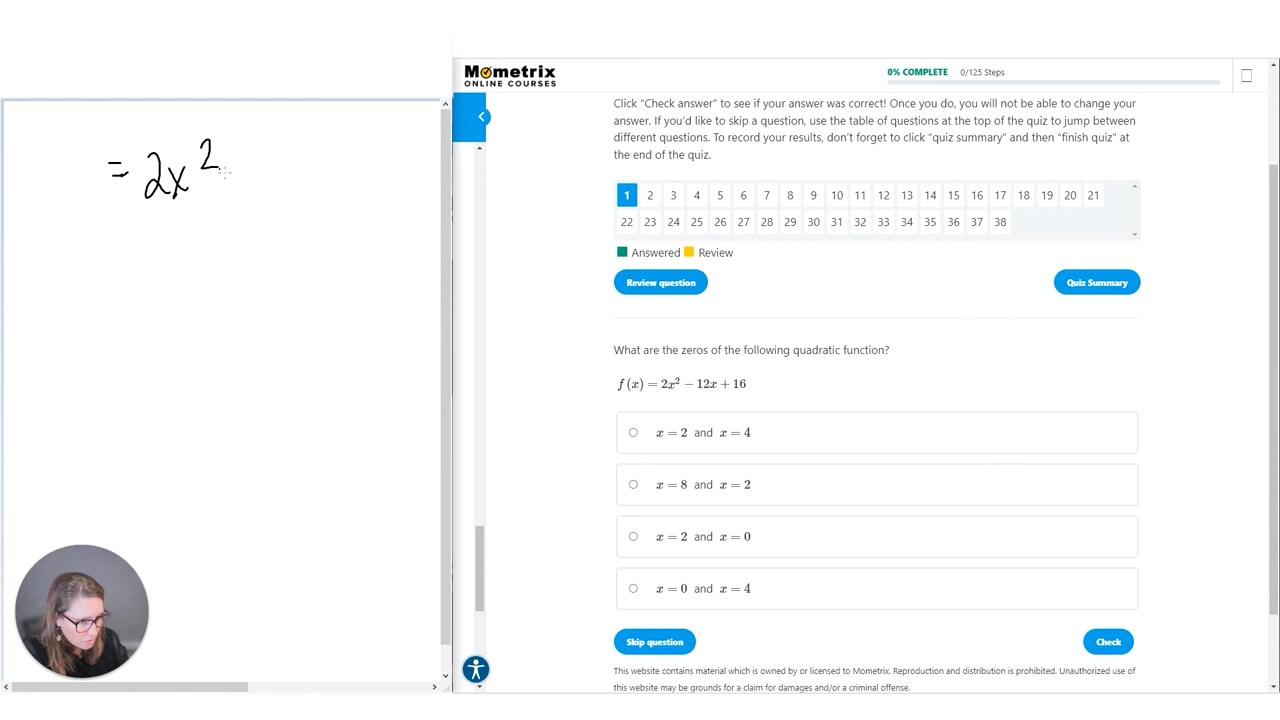 = 2x²
Mometrix
ONLINE COURSES
0% COMPLETE 0/125 Steps
Click “Check answer” to see if your answer was correct! Once you do, you will not be able to change your
answer. If you’d like to skip a question, use the table of questions at the top of the quiz to jump between
different questions. To record your results, don’t forget to click “quiz summary” and then “finish quiz” at
the end of the quiz.
1 2 3 4 5 6 7 8 9 10 11 12 13 14 15 16 17 18 19 20 21
22 23 24 25 26 27 28 29 30 31 32 33 34 35 36 37 38
Answered Review
Review question Quiz Summary
What are the zeros of the following quadratic function?
f(x) = 2x² − 12x + 16
x = 2 and x = 4
x = 8 and x = 2
x = 2 and x = 0
x = 0 and x = 4
Skip question Check
This website contains material which is owned by or licensed to Mometrix. Reproduction and distribution is prohibited. Unauthorized use of
this website may be grounds for a claim for damages and/or a criminal offense.